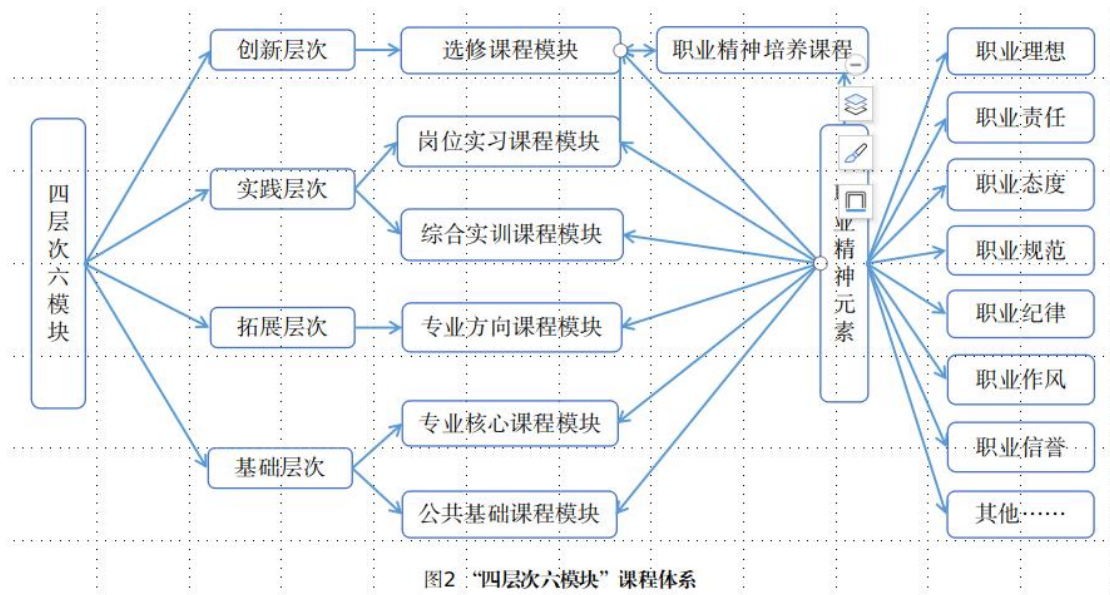 四层次六模块
创新层次
实践层次
拓展层次
基础层次
选修课程模块
岗位实习课程模块
综合实训课程模块
专业方向课程模块
专业核心课程模块
公共基础课程模块
职业精神培养课程
职业精神元素
职业理想
职业责任
职业态度
职业规范
职业纪律
职业作风
职业信誉
其他……
图2 “四层次六模块”课程体系